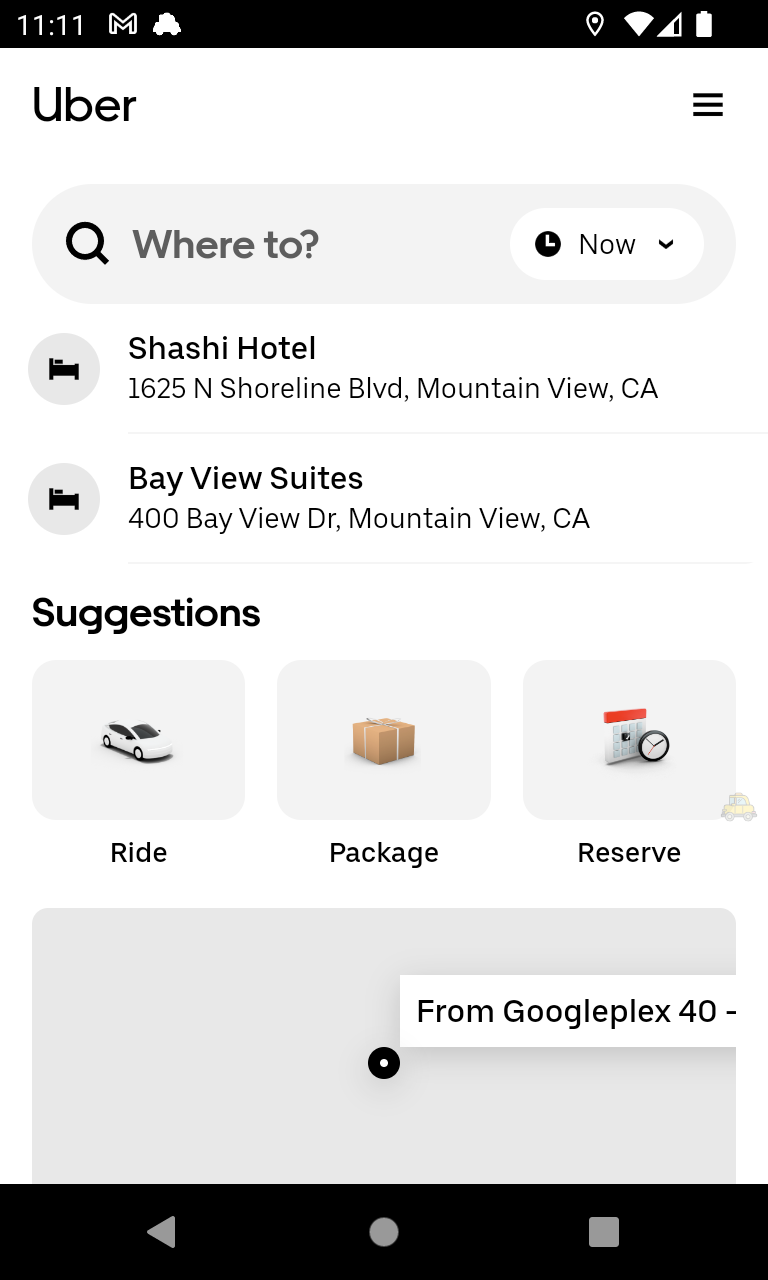 11:11
Uber
Where to?
Now
Shashi Hotel
1625 N Shoreline Blvd, Mountain View, CA
Bay View Suites
400 Bay View Dr, Mountain View, CA
Suggestions
Ride
Package
Reserve
From Googleplex 40 -